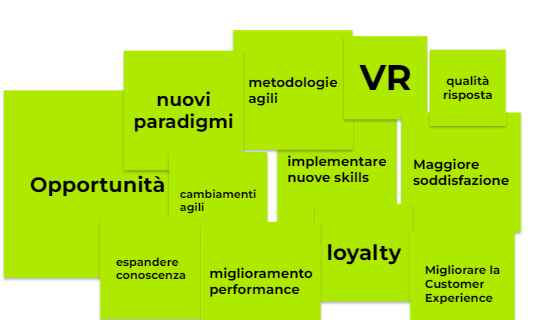 VR
metodologie
agili
qualità
risposta
nuovi
paradigmi
implementare
nuove skills
Maggiore
soddisfazione
Opportunità
cambiamenti
agili
loyalty
espandere
conoscenza
miglioramento
performance
Migliorare la
Customer
Experience